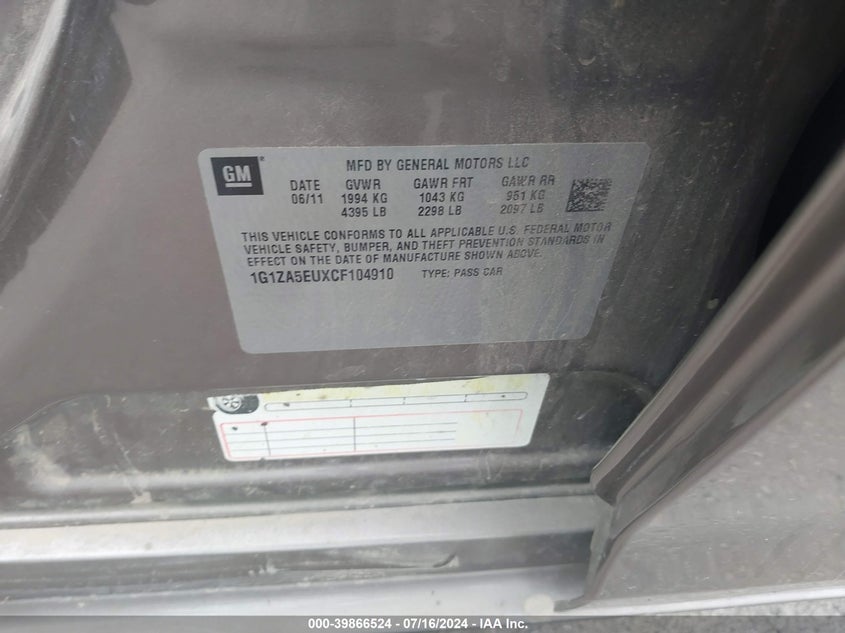 GM
MFD BY GENERAL MOTORS LLC
DATE GVWR GAWR FRT GAWR RR
06/11 1994 KG 1043 KG 951 KG
4395 LB 2298 LB 2097 LB
THIS VEHICLE CONFORMS TO ALL APPLICABLE U.S. FEDERAL MOTOR
VEHICLE SAFETY, BUMPER, AND THEFT PREVENTION STANDARDS IN
EFFECT ON THE DATE OF MANUFACTURE SHOWN ABOVE.
1G1ZA5EUXCF104910 TYPE: PASS CAR
000-39866524 - 07/16/2024 - IAA Inc.